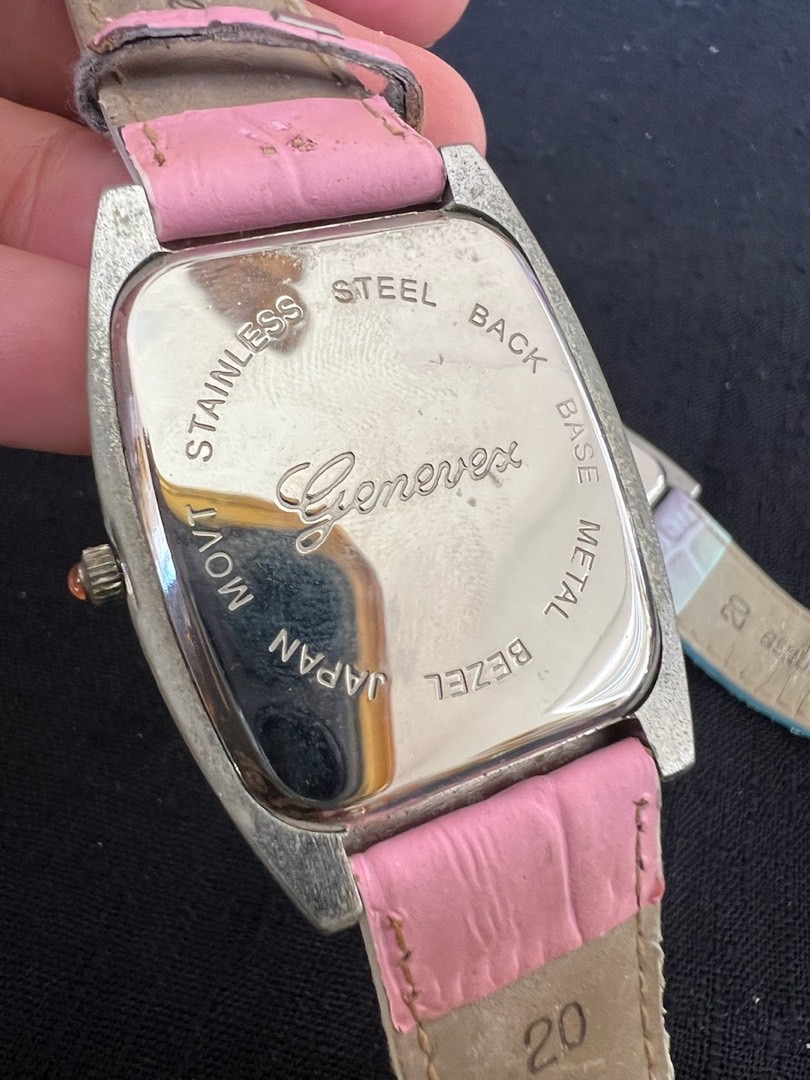 STAINLESS STEEL BACK
BASE METAL BEZEL
JAPAN MOVT
Genevex
20
20